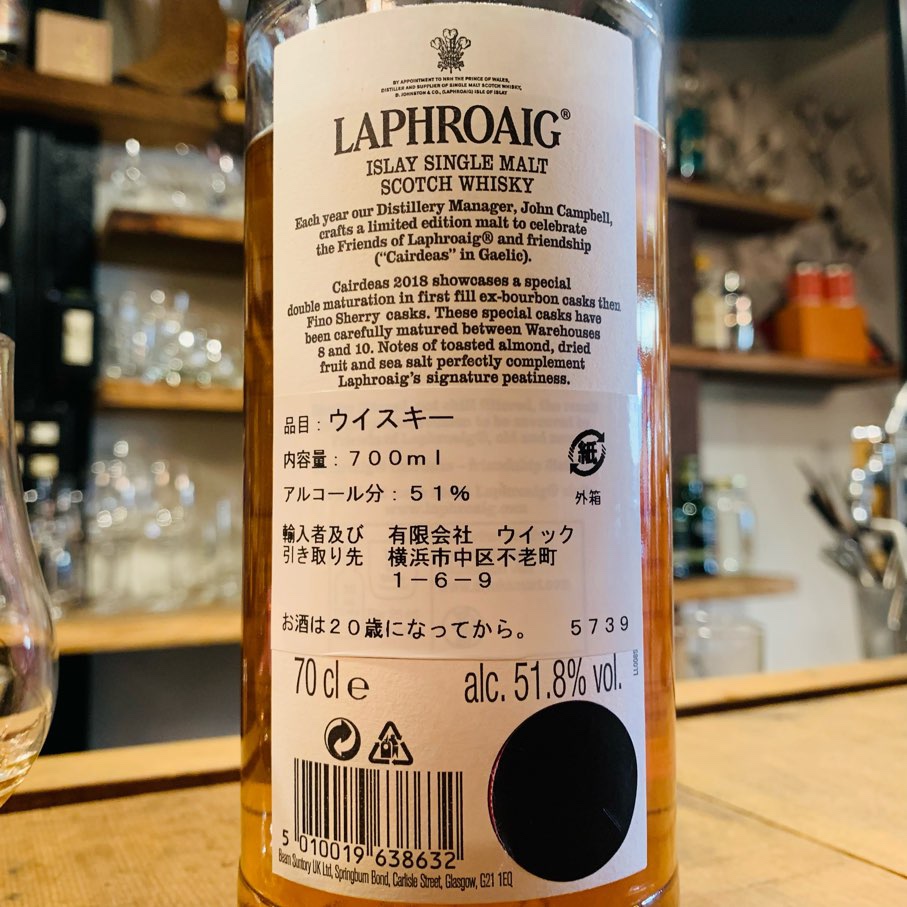 BY APPOINTMENT TO HRH THE PRINCE OF WALES,
DISTILLER AND SUPPLIER OF SINGLE MALT SCOTCH WHISKY,
D. JOHNSTON & CO., (LAPHROAIG) ISLE OF ISLAY
LAPHROAIG®
ISLAY SINGLE MALT
SCOTCH WHISKY
Each year our Distillery Manager, John Campbell,
crafts a limited edition malt to celebrate
the Friends of Laphroaig® and friendship
(“Cairdeas” in Gaelic).
Cairdeas 2018 showcases a special
double maturation in first fill ex-bourbon casks then
Fino Sherry casks. These special casks have
been carefully matured between Warehouses
8 and 10. Notes of toasted almond, dried
fruit and sea salt perfectly complement
Laphroaig's signature peatiness.
品目：ウイスキー
内容量：７００ｍｌ
紙
アルコール分：５１％
外箱
輸入者及び　有限会社　ウイック
引き取り先　横浜市中区不老町
１－６－９
お酒は２０歳になってから。　５７３９
70 cl e alc. 51.8% vol.
LL0085
5 010019 638632
Beam Suntory UK Ltd, Springburn Bond, Carlisle Street, Glasgow, G21 1EQ